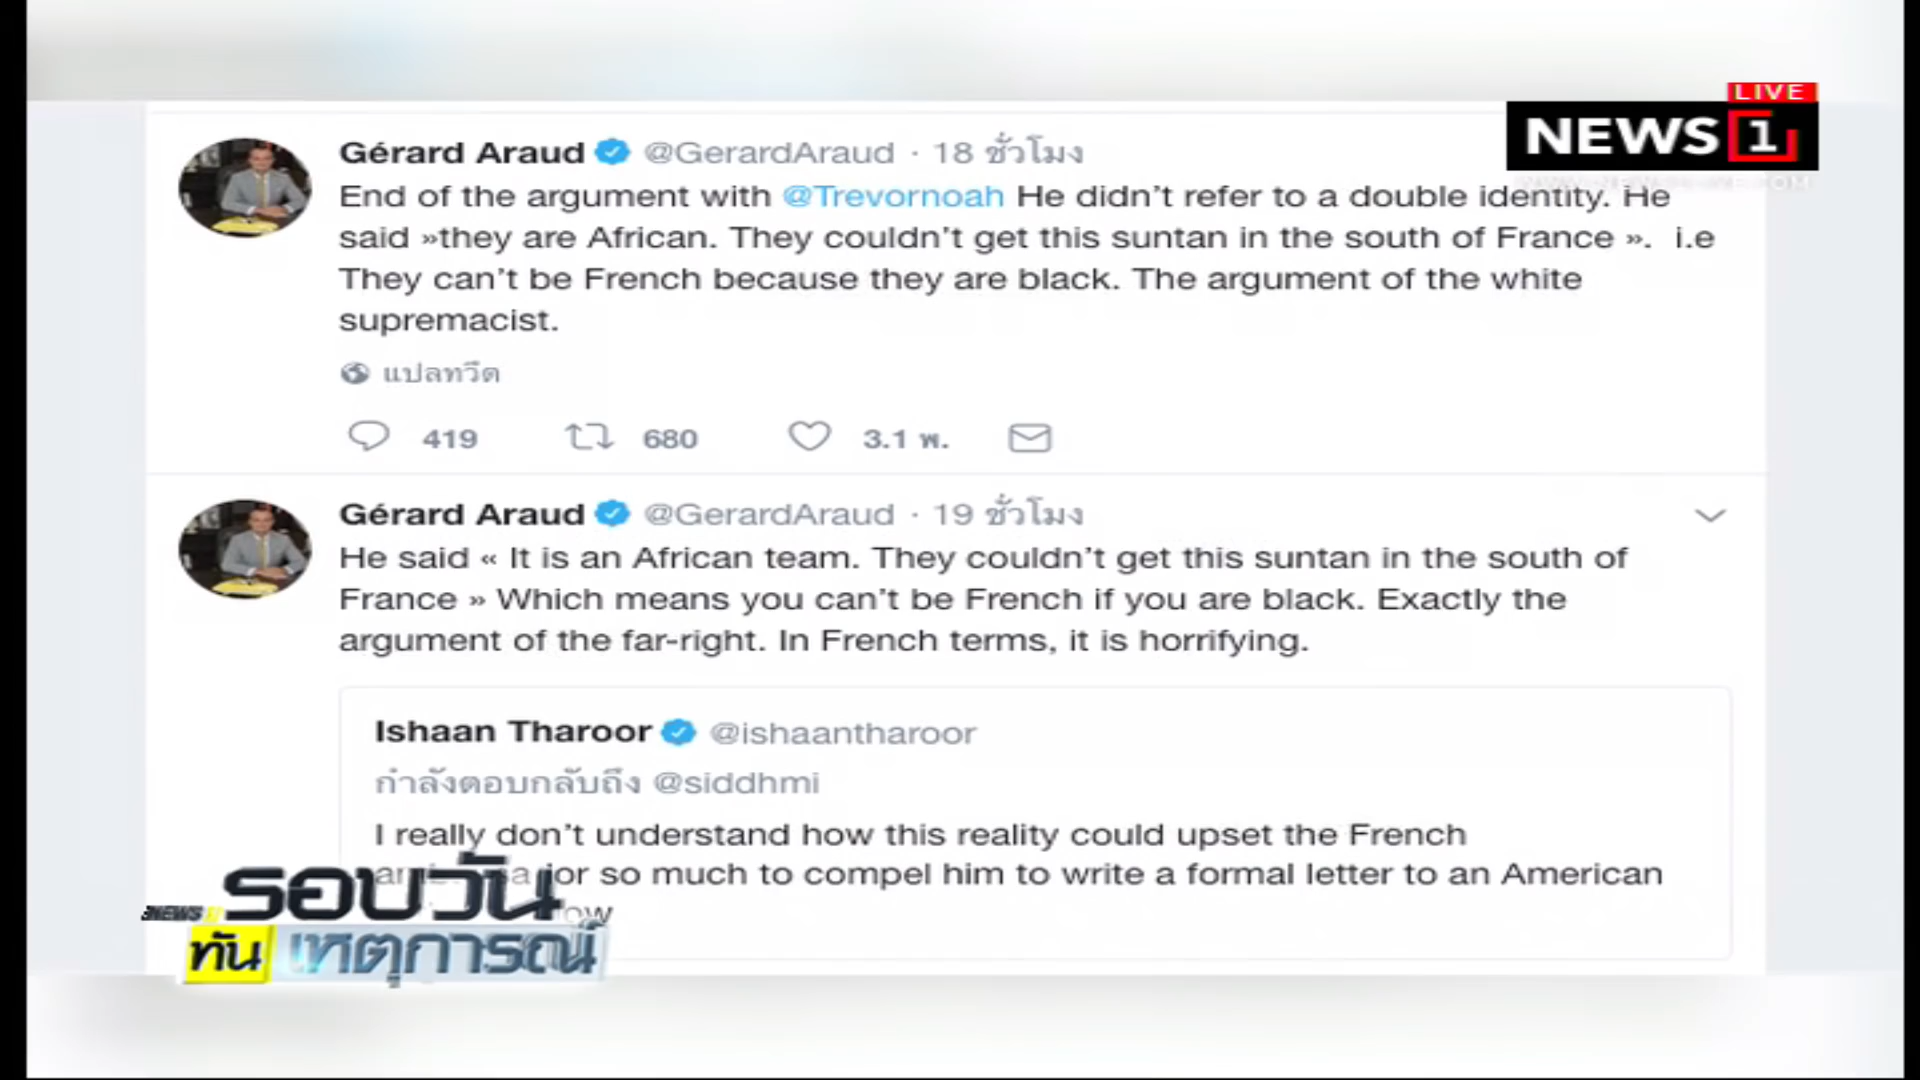 LIVE
NEWS 1
Gérard Araud @GerardAraud · 18 ชั่วโมง
End of the argument with @Trevornoah He didn't refer to a double identity. He
said »they are African. They couldn't get this suntan in the south of France ».  i.e
They can't be French because they are black. The argument of the white
supremacist.
แปลทวีต
419 680 3.1 พ.
Gérard Araud @GerardAraud · 19 ชั่วโมง
He said « It is an African team. They couldn't get this suntan in the south of
France » Which means you can't be French if you are black. Exactly the
argument of the far-right. In French terms, it is horrifying.
Ishaan Tharoor @ishaantharoor
กำลังตอบกลับถึง @siddhmi
I really don't understand how this reality could upset the French
so much to compel him to write a formal letter to an American
NEWS 1 รอบวัน
ทัน เหตุการณ์